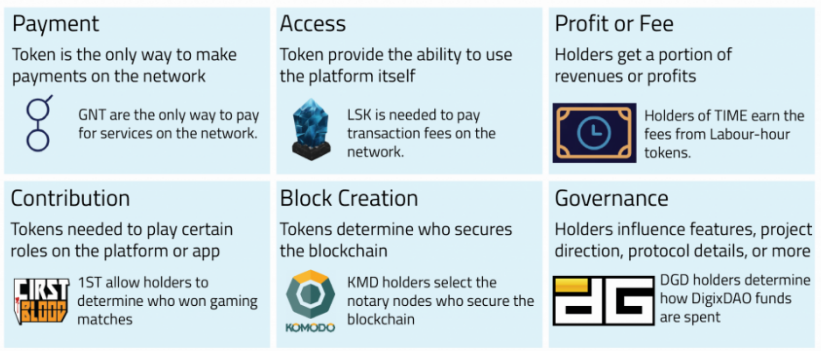 Payment
Token is the only way to make
payments on the network
GNT are the only way to pay
for services on the network.
Access
Token provide the ability to use
the platform itself
LSK is needed to pay
transaction fees on the
network.
Profit or Fee
Holders get a portion of
revenues or profits
Holders of TIME earn the
fees from Labour-hour
tokens.
Contribution
Tokens needed to play certain
roles on the platform or app
FIRST
BLOOD
1ST allow holders to
determine who won gaming
matches
Block Creation
Tokens determine who secures
the blockchain
KOMODO
KMD holders select the
notary nodes who secure the
blockchain
Governance
Holders influence features, project
direction, protocol details, or more
dG
DGD holders determine
how DigixDAO funds
are spent